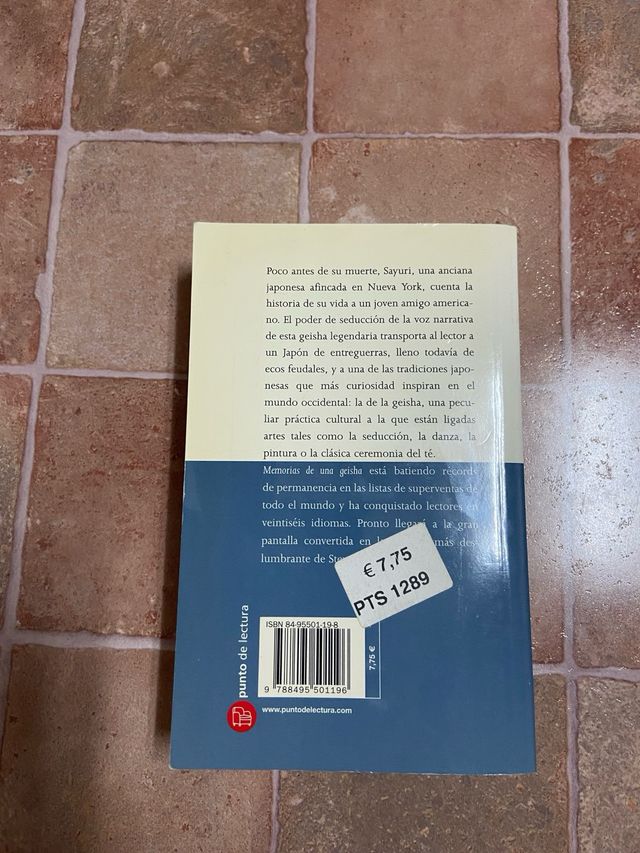 Poco antes de su muerte, Sayuri, una anciana
japonesa afincada en Nueva York, cuenta la
historia de su vida a un joven amigo america-
no. El poder de seducción de la voz narrativa
de esta geisha legendaria transporta al lector a
un Japón de entreguerras, lleno todavía de
ecos feudales, y a una de las tradiciones japo-
nesas que más curiosidad inspiran en el
mundo occidental: la de la geisha, una pecu-
liar práctica cultural a la que están ligadas
artes tales como la seducción, la danza, la
pintura o la clásica ceremonia del té.
Memorias de una geisha está batiendo récords
de permanencia en las listas de superventas de
todo el mundo y ha conquistado lectores en
veintiséis idiomas. Pronto llegará a la gran
pantalla convertida en más des-
lumbrante de
€ 7,75
PTS 1289
ISBN 84-95501-19-8
9 788495 501196
7,75 €
punto de lectura
www.puntodelectura.com